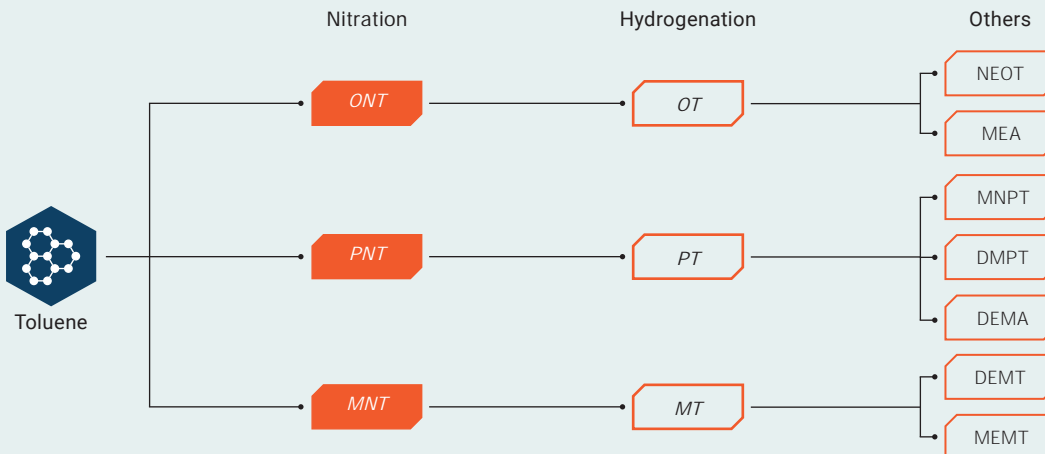 Nitration
Hydrogenation
Others
ONT
OT
NEOT
MEA
Toluene
PNT
PT
MNPT
DMPT
DEMA
MNT
MT
DEMT
MEMT